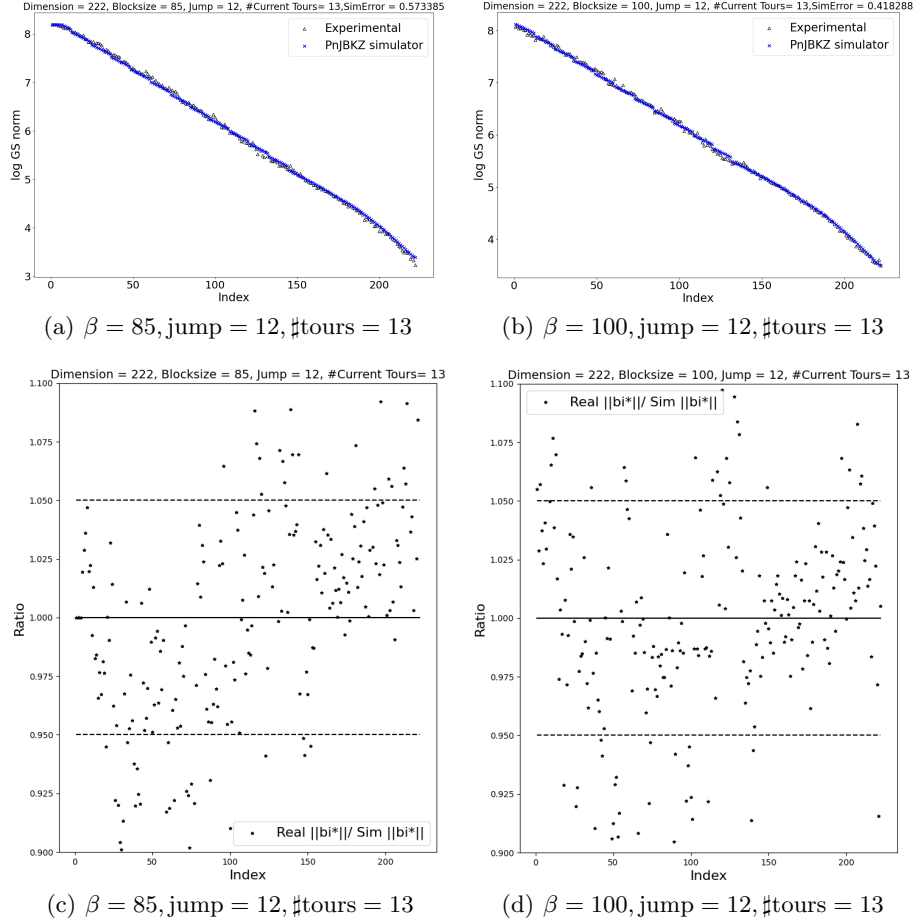 Dimension = 222, Blocksize = 85, Jump = 12, #Current Tours= 13,SimError = 0.573385
Experimental
PnJBKZ simulator
log GS norm
8
7
6
5
4
3
0 50 100 150 200
Index
(a) β = 85, jump = 12, ♯tours = 13
Dimension = 222, Blocksize = 100, Jump = 12, #Current Tours= 13,SimError = 0.418288
Experimental
PnJBKZ simulator
log GS norm
8
7
6
5
4
0 50 100 150 200
Index
(b) β = 100, jump = 12, ♯tours = 13
Dimension = 222, Blocksize = 85, Jump = 12, #Current Tours= 13
Ratio
1.100
1.075
1.050
1.025
1.000
0.975
0.950
0.925
0.900
Real ||bi*||/ Sim ||bi*||
0 50 100 150 200
Index
(c) β = 85, jump = 12, ♯tours = 13
Dimension = 222, Blocksize = 100, Jump = 12, #Current Tours= 13
Real ||bi*||/ Sim ||bi*||
Ratio
1.100
1.075
1.050
1.025
1.000
0.975
0.950
0.925
0.900
0 50 100 150 200
Index
(d) β = 100, jump = 12, ♯tours = 13